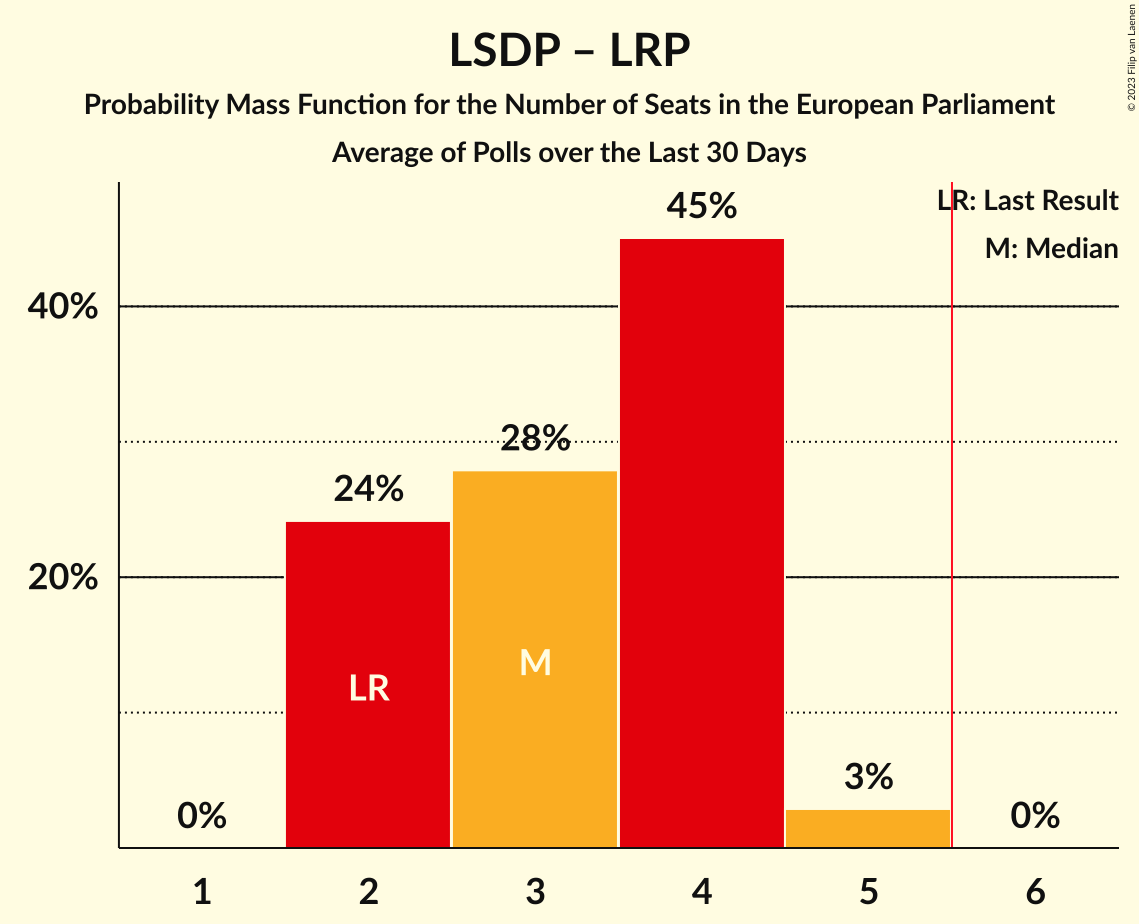 LSDP – LRP
Probability Mass Function for the Number of Seats in the European Parliament
Average of Polls over the Last 30 Days
© 2023 Filip van Laenen
LR: Last Result
M: Median
45%
40%
28%
24%
20%
M
LR
3%
0%
0%
1 2 3 4 5 6